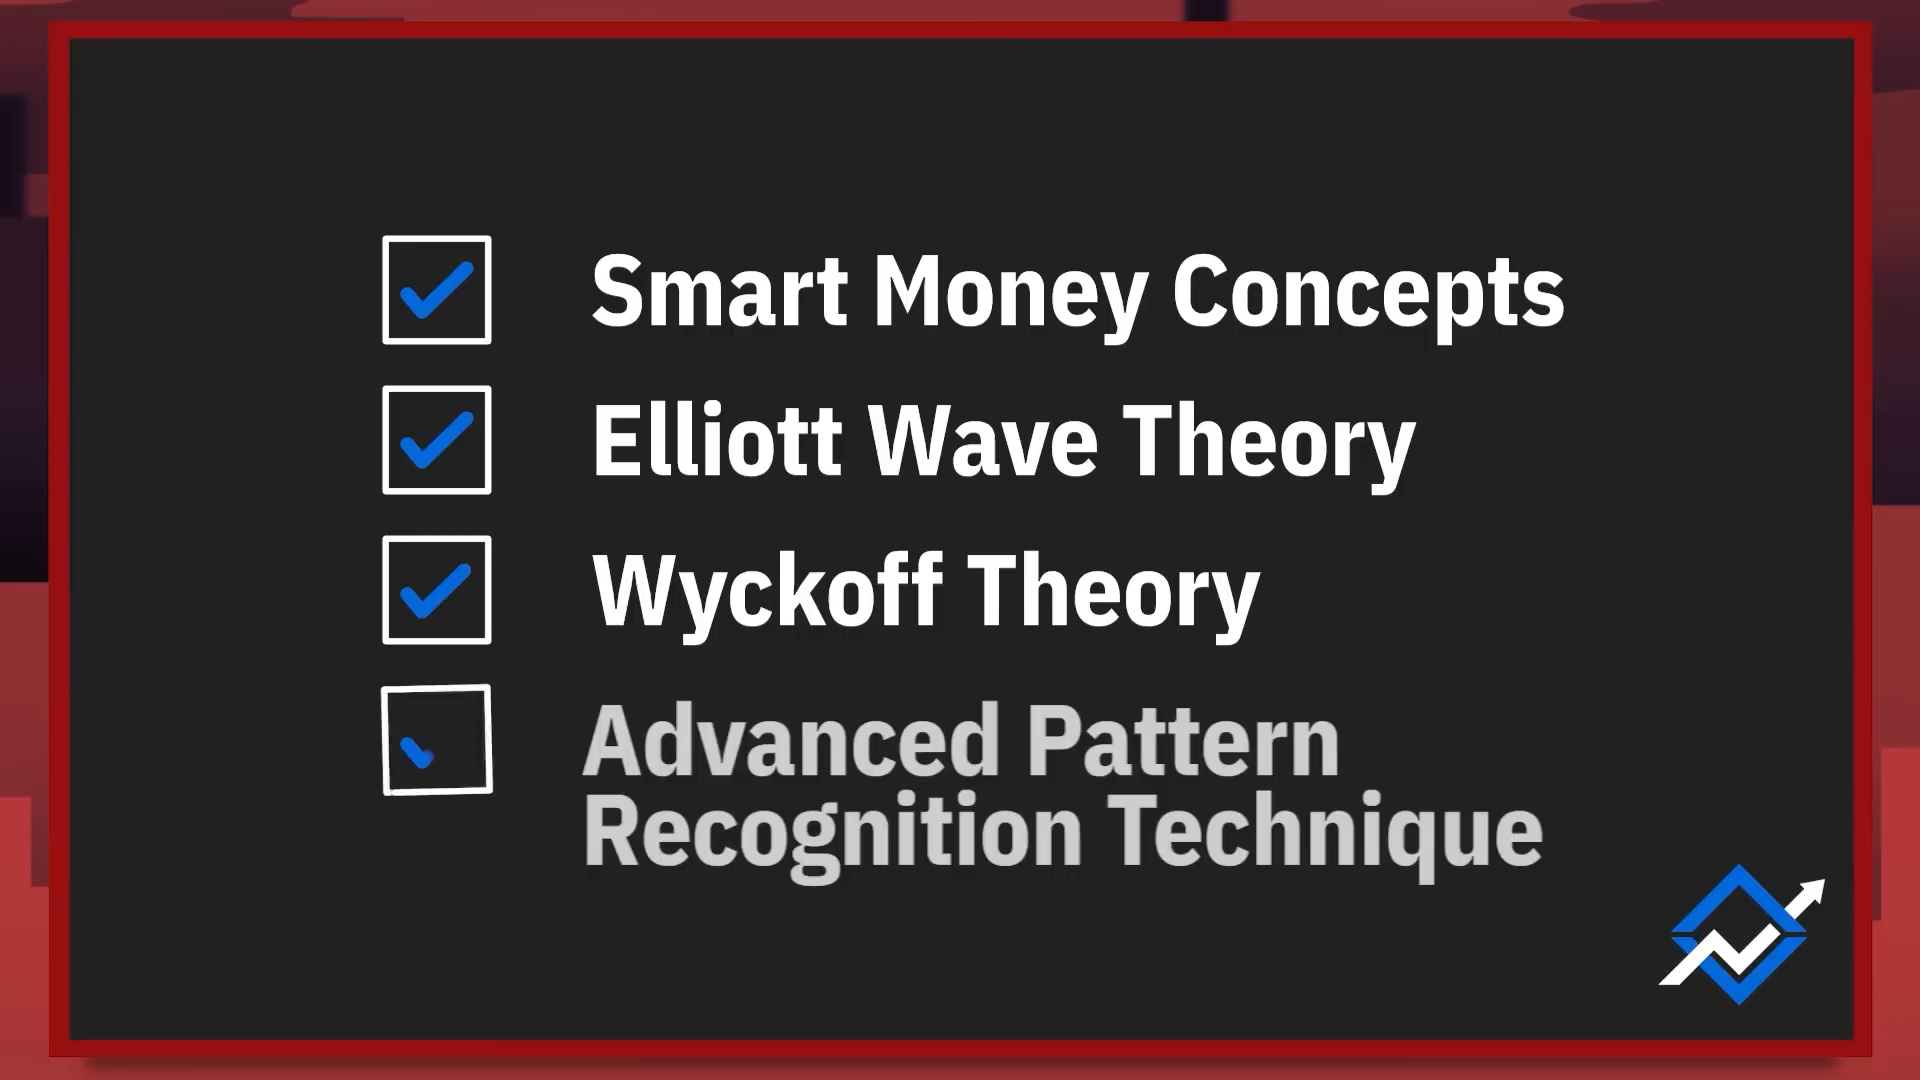 Smart Money Concepts
Elliott Wave Theory
Wyckoff Theory
Advanced Pattern
Recognition Technique